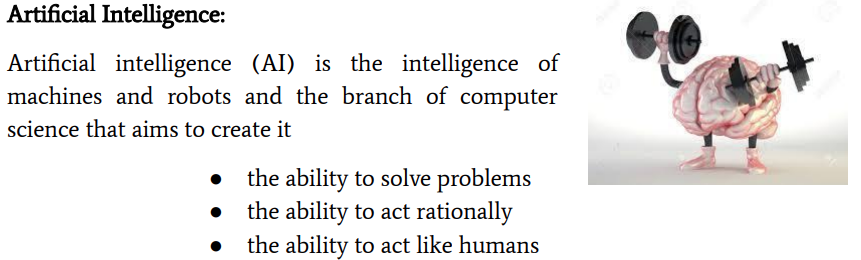 Artificial Intelligence:
Artificial intelligence (AI) is the intelligence of
machines and robots and the branch of computer
science that aims to create it
● the ability to solve problems
● the ability to act rationally
● the ability to act like humans